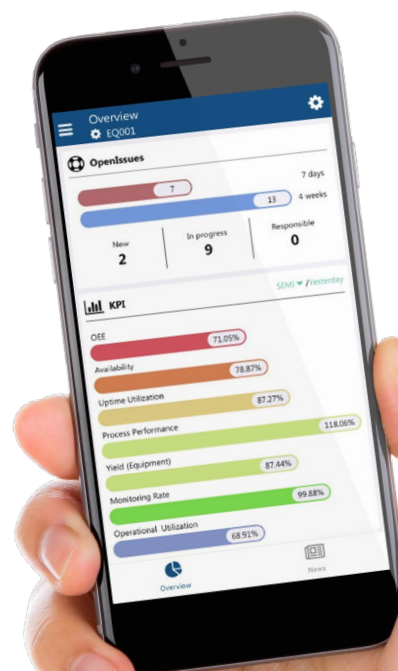 Overview
EQ001
OpenIssues
7 7 days
13 4 weeks
New In progress Responsible
2 9 0
KPI SEMI / Yesterday
OEE
71.05%
Availability
78.87%
Uptime Utilization
87.27%
Process Performance
118.06%
Yield (Equipment)
87.44%
Monitoring Rate
99.88%
Operational Utilization
68.91%
Overview News